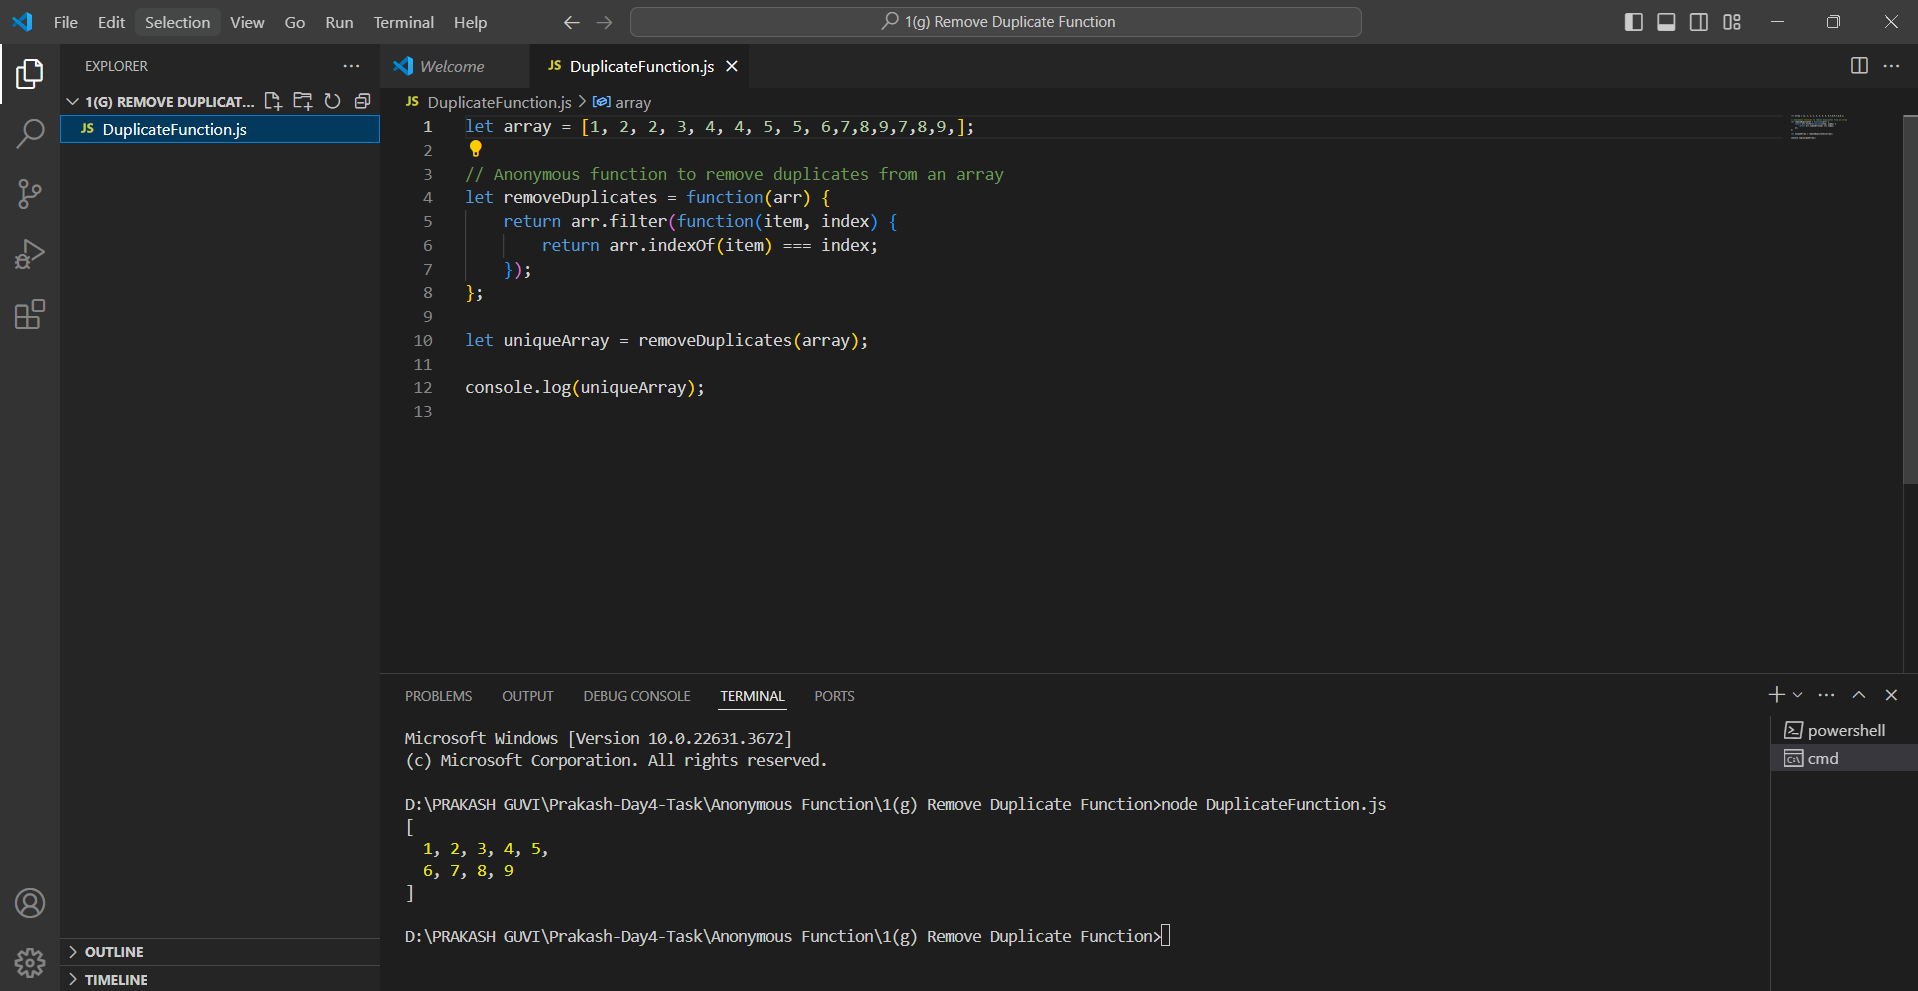 File Edit Selection View Go Run Terminal Help
1(g) Remove Duplicate Function
EXPLORER
1(G) REMOVE DUPLICAT...
JS DuplicateFunction.js
OUTLINE
TIMELINE
Welcome
JS DuplicateFunction.js
JS DuplicateFunction.js > array
1 let array = [1, 2, 2, 3, 4, 4, 5, 5, 6,7,8,9,7,8,9,];
2
3 // Anonymous function to remove duplicates from an array
4 let removeDuplicates = function(arr) {
5 return arr.filter(function(item, index) {
6 return arr.indexOf(item) === index;
7 });
8 };
9
10 let uniqueArray = removeDuplicates(array);
11
12 console.log(uniqueArray);
13
PROBLEMS OUTPUT DEBUG CONSOLE TERMINAL PORTS
Microsoft Windows [Version 10.0.22631.3672]
(c) Microsoft Corporation. All rights reserved.
D:\PRAKASH GUVI\Prakash-Day4-Task\Anonymous Function\1(g) Remove Duplicate Function>node DuplicateFunction.js
[
1, 2, 3, 4, 5,
6, 7, 8, 9
]
D:\PRAKASH GUVI\Prakash-Day4-Task\Anonymous Function\1(g) Remove Duplicate Function>
powershell
cmd